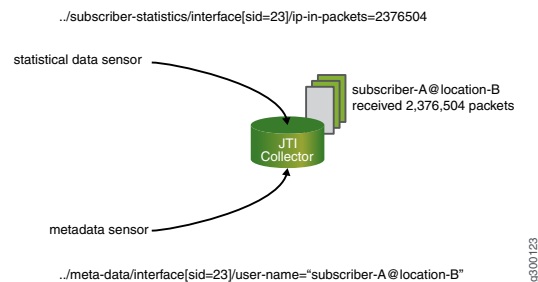 ../subscriber-statistics/interface[sid=23]/ip-in-packets=2376504
statistical data sensor
subscriber-A@location-B
received 2,376,504 packets
JTI
Collector
metadata sensor
../meta-data/interface[sid=23]/user-name=“subscriber-A@location-B”
g300123